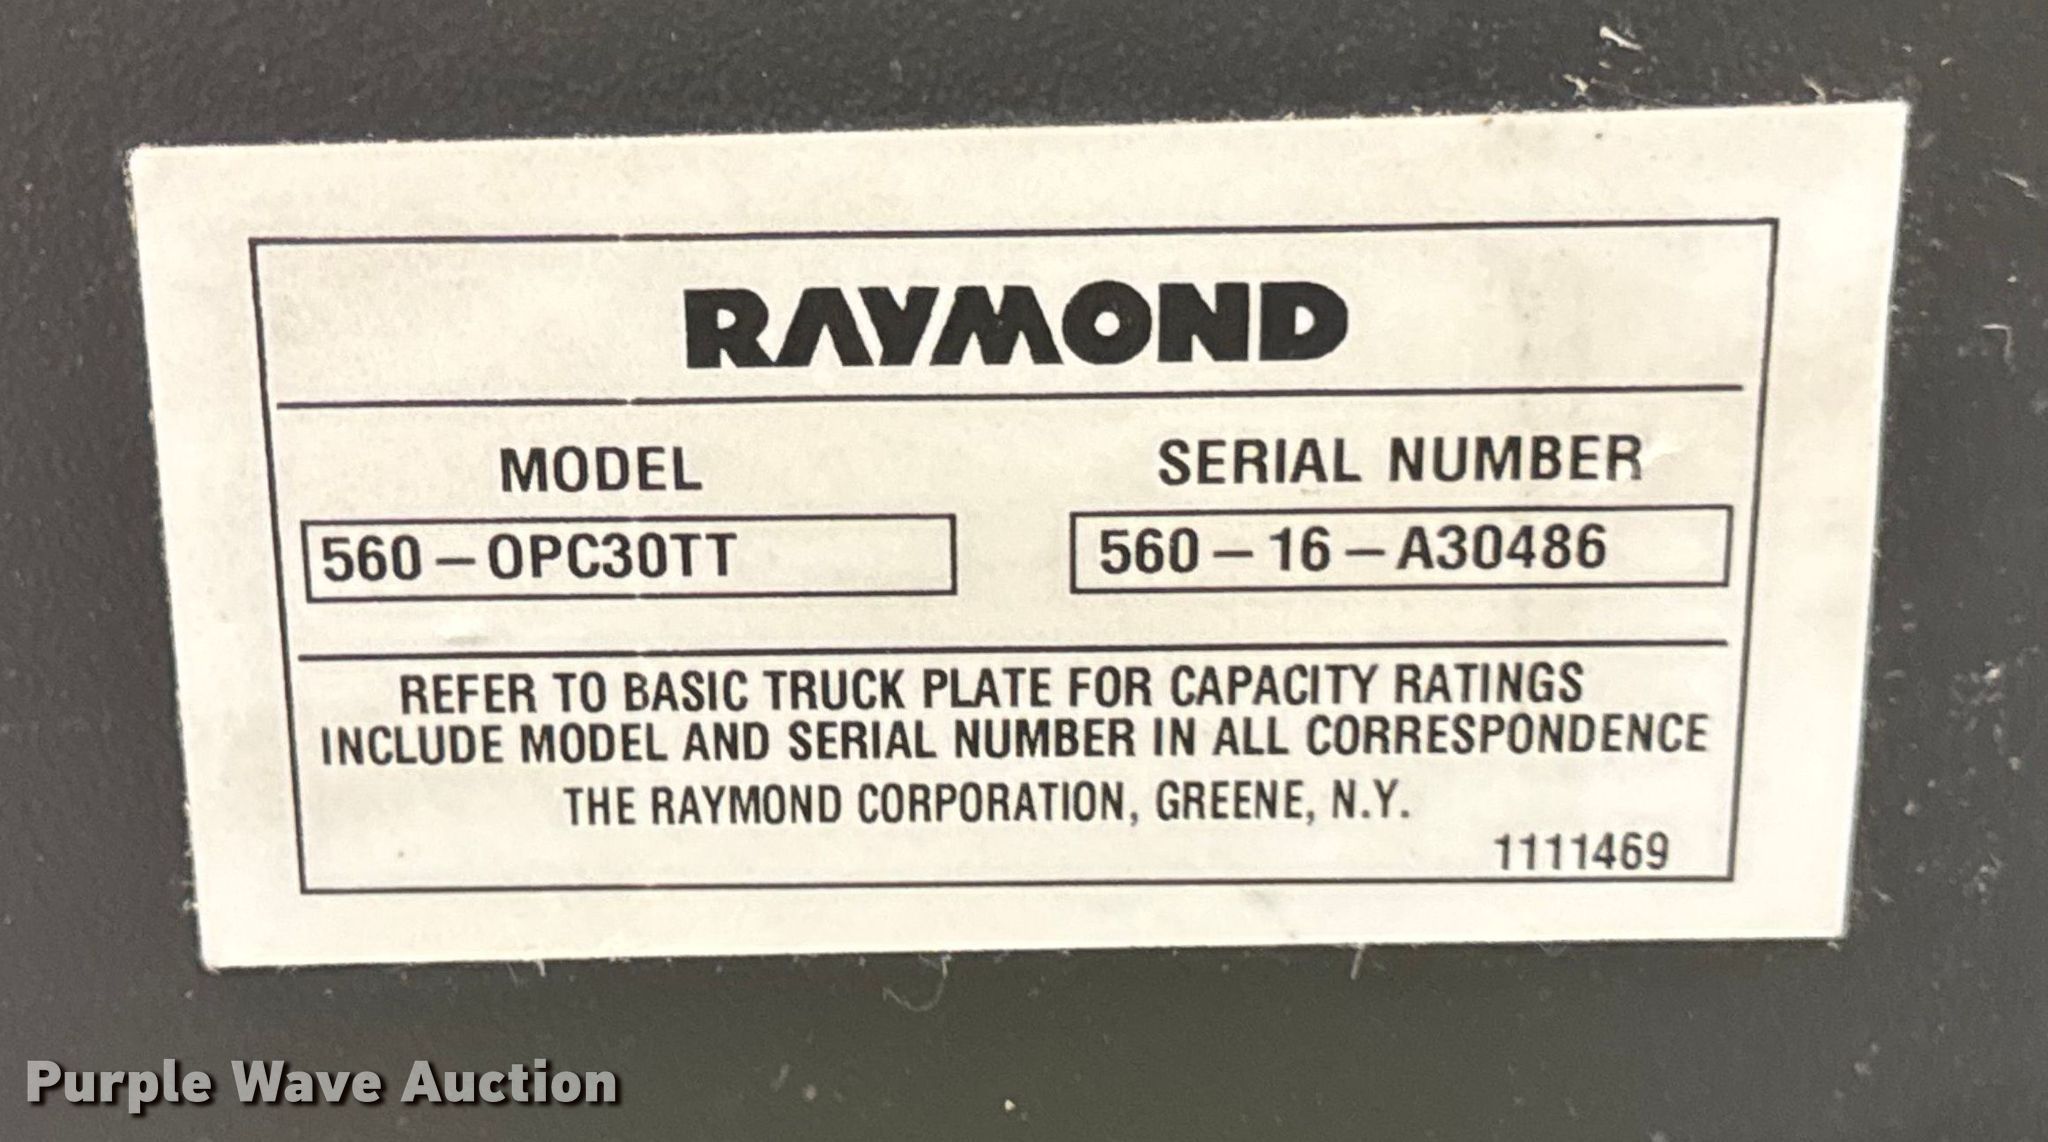 RAYMOND
MODEL SERIAL NUMBER
560-OPC30TT 560-16-A30486
REFER TO BASIC TRUCK PLATE FOR CAPACITY RATINGS
INCLUDE MODEL AND SERIAL NUMBER IN ALL CORRESPONDENCE
THE RAYMOND CORPORATION, GREENE, N.Y.
1111469
Purple Wave Auction